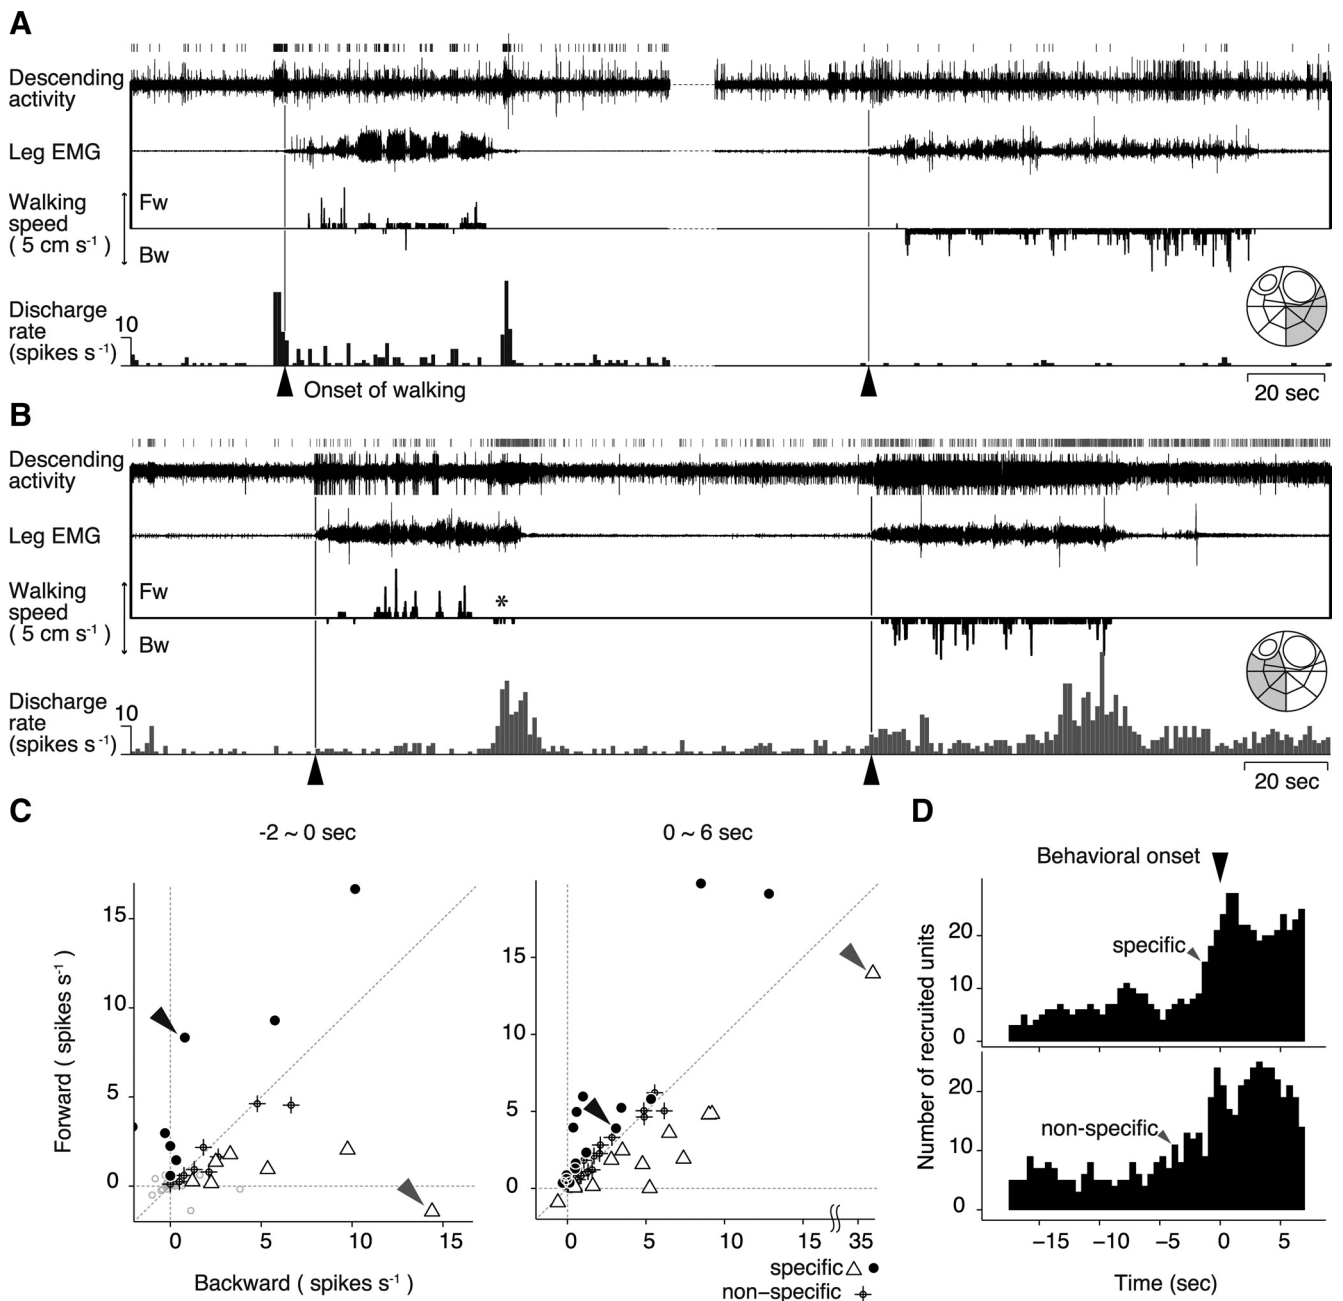 A
Descending
activity
Leg EMG
Walking
speed
( 5 cm s-1 )
Fw
Bw
Discharge
rate
(spikes s-1)
10
Onset of walking
20 sec
B
Descending
activity
Leg EMG
Walking
speed
( 5 cm s-1 )
Fw
*
Bw
Discharge
rate
(spikes s-1)
10
20 sec
C
-2 ~ 0 sec
0 ~ 6 sec
Forward ( spikes s-1 )
15
10
5
0
0 5 10 15
15
10
5
0
0 5 10 15 35
Backward ( spikes s-1 )
specific
non-specific
D
Behavioral onset
Number of recruited units
specific
20
10
0
non-specific
20
10
0
-15 -10 -5 0 5
Time (sec)